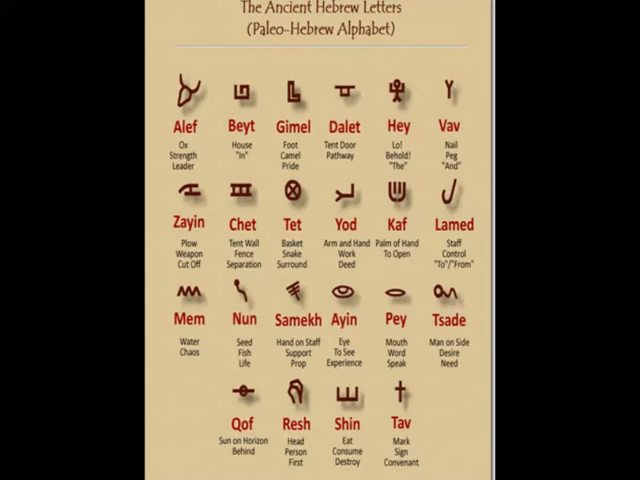 The Ancient Hebrew Letters
(Paleo-Hebrew Alphabet)
Alef Beyt Gimel Dalet Hey Vav
Ox House Foot Tent Door Lo! Nail
Strength "In" Camel Pathway Behold! Peg
Leader Pride "The" "And"
Zayin Chet Tet Yod Kaf Lamed
Plow Tent Wall Basket Arm and Hand Palm of Hand Staff
Weapon Fence Snake Work To Open Control
Cut Off Separation Surround Deed "To"/"From"
Mem Nun Samekh Ayin Pey Tsade
Water Seed Hand on Staff Eye Mouth Man on Side
Chaos Fish Support To See Word Desire
Life Prop Experience Speak Need
Qof Resh Shin Tav
Sun on Horizon Head Eat Mark
Behind Person Consume Sign
First Destroy Convenant